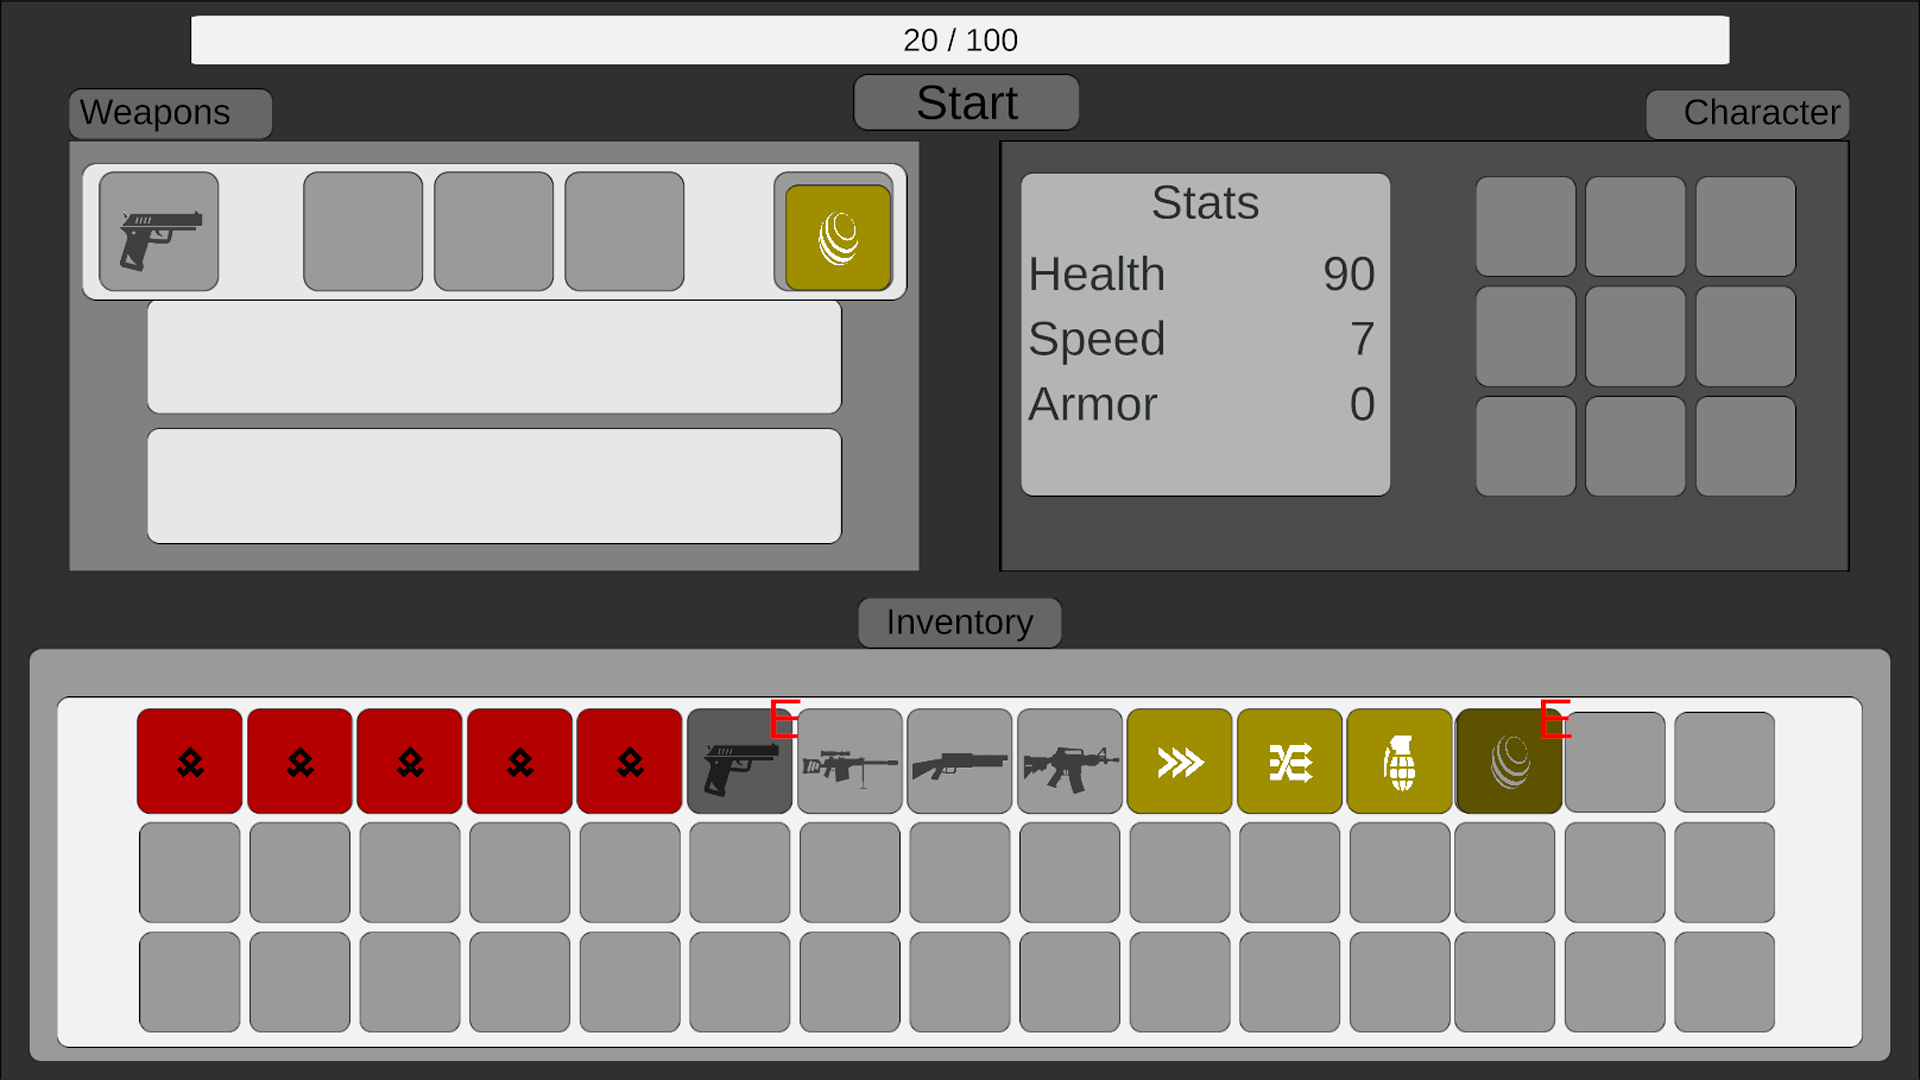 20 / 100
Start
Weapons
Character
Stats
Health 90
Speed 7
Armor 0
Inventory
E
E